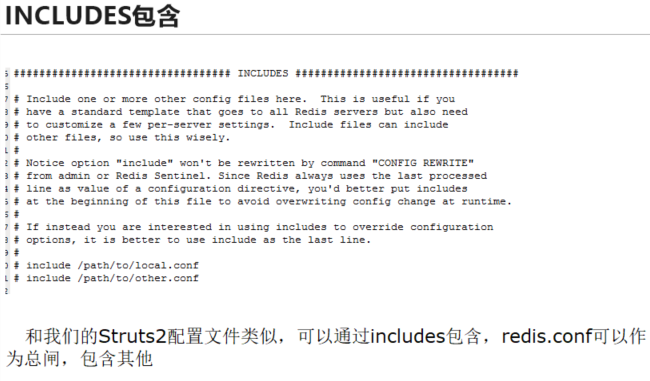 INCLUDES包含
################################## INCLUDES ###################################
# Include one or more other config files here.  This is useful if you
# have a standard template that goes to all Redis servers but also need
# to customize a few per-server settings.  Include files can include
# other files, so use this wisely.
#
# Notice option "include" won't be rewritten by command "CONFIG REWRITE"
# from admin or Redis Sentinel. Since Redis always uses the last processed
# line as value of a configuration directive, you'd better put includes
# at the beginning of this file to avoid overwriting config change at runtime.
#
# If instead you are interested in using includes to override configuration
# options, it is better to use include as the last line.
#
# include /path/to/local.conf
# include /path/to/other.conf
和我们的Struts2配置文件类似，可以通过includes包含，redis.conf可以作
为总闸，包含其他